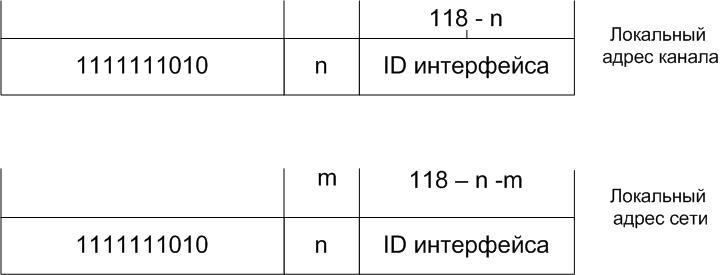 118 - n
1111111010 n ID интерфейса
Локальный
адрес канала
m 118 – n -m
1111111010 n ID интерфейса
Локальный
адрес сети